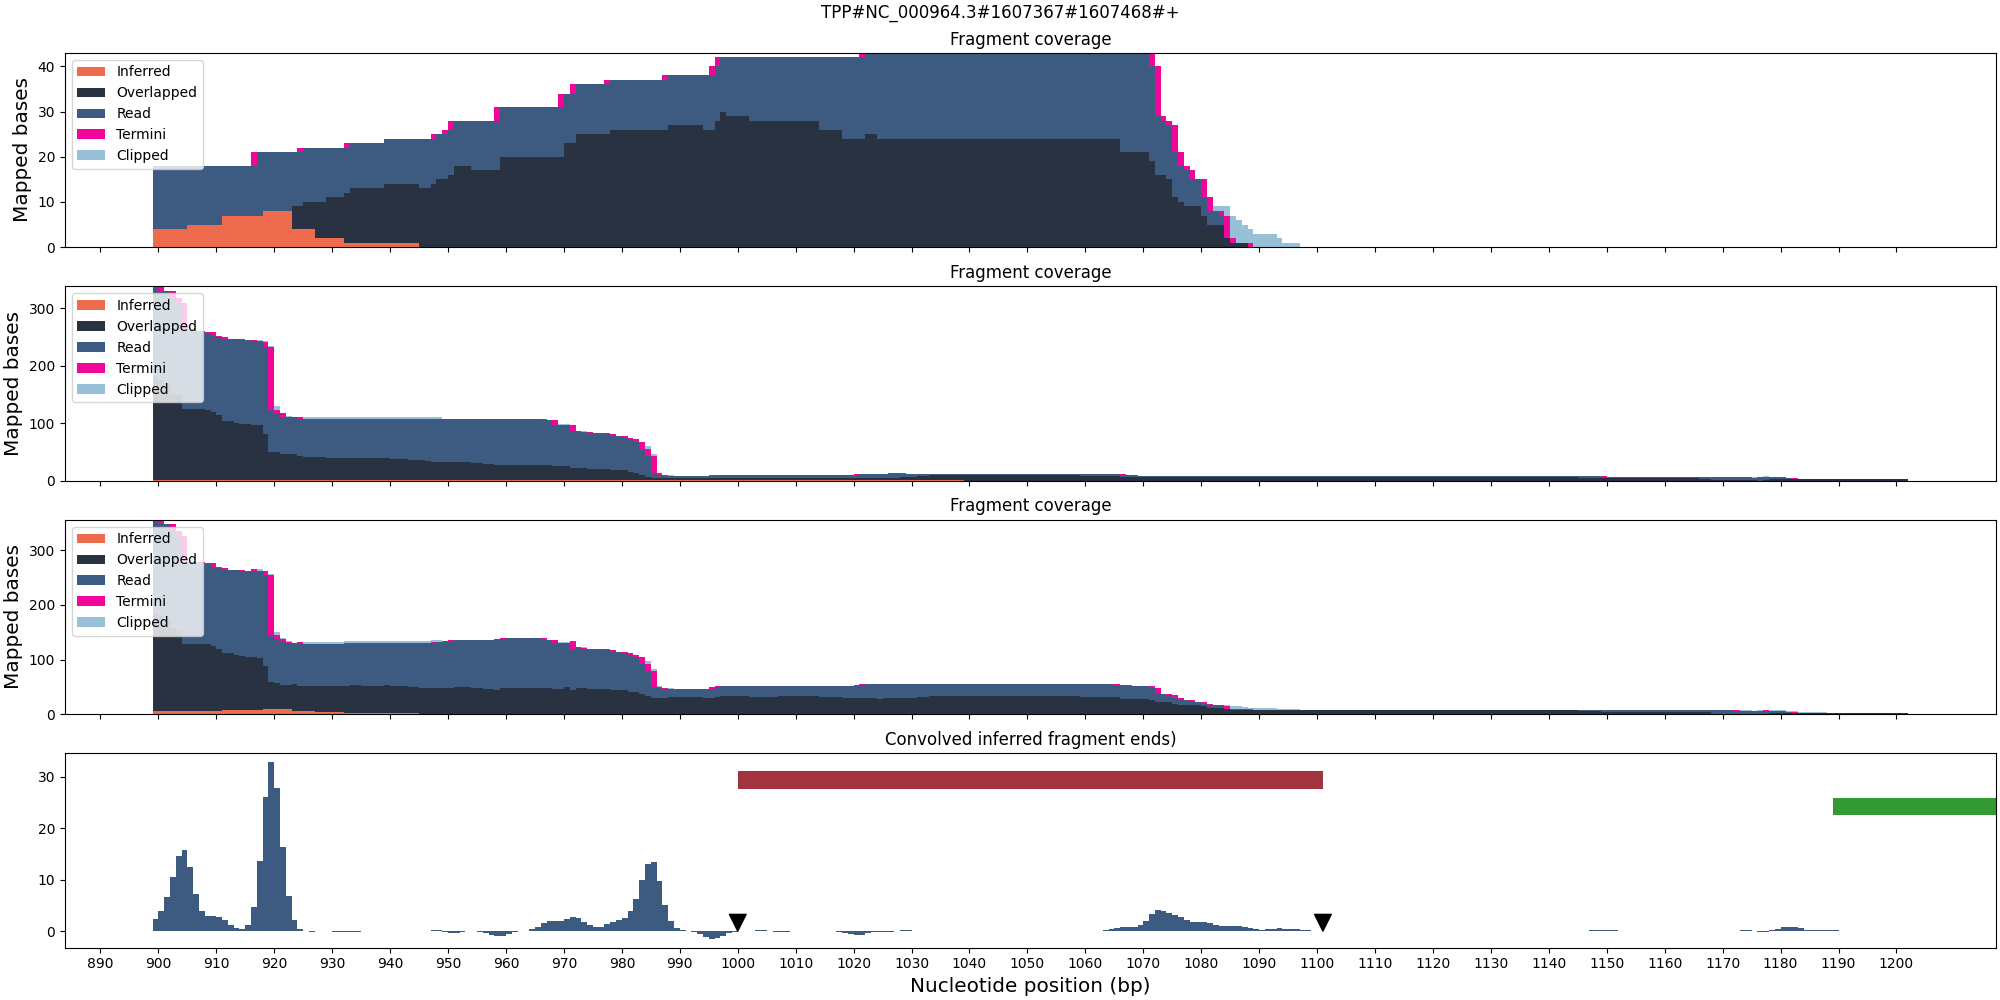 TPP#NC_000964.3#1607367#1607468#+
Fragment coverage
Mapped bases
40
30
20
10
0
Inferred
Overlapped
Read
Termini
Clipped
Fragment coverage
Mapped bases
300
200
100
0
Inferred
Overlapped
Read
Termini
Clipped
Fragment coverage
Mapped bases
300
200
100
0
Inferred
Overlapped
Read
Termini
Clipped
Convolved inferred fragment ends)
30
20
10
0
890 900 910 920 930 940 950 960 970 980 990 1000 1010 1020 1030 1040 1050 1060 1070 1080 1090 1100 1110 1120 1130 1140 1150 1160 1170 1180 1190 1200
Nucleotide position (bp)